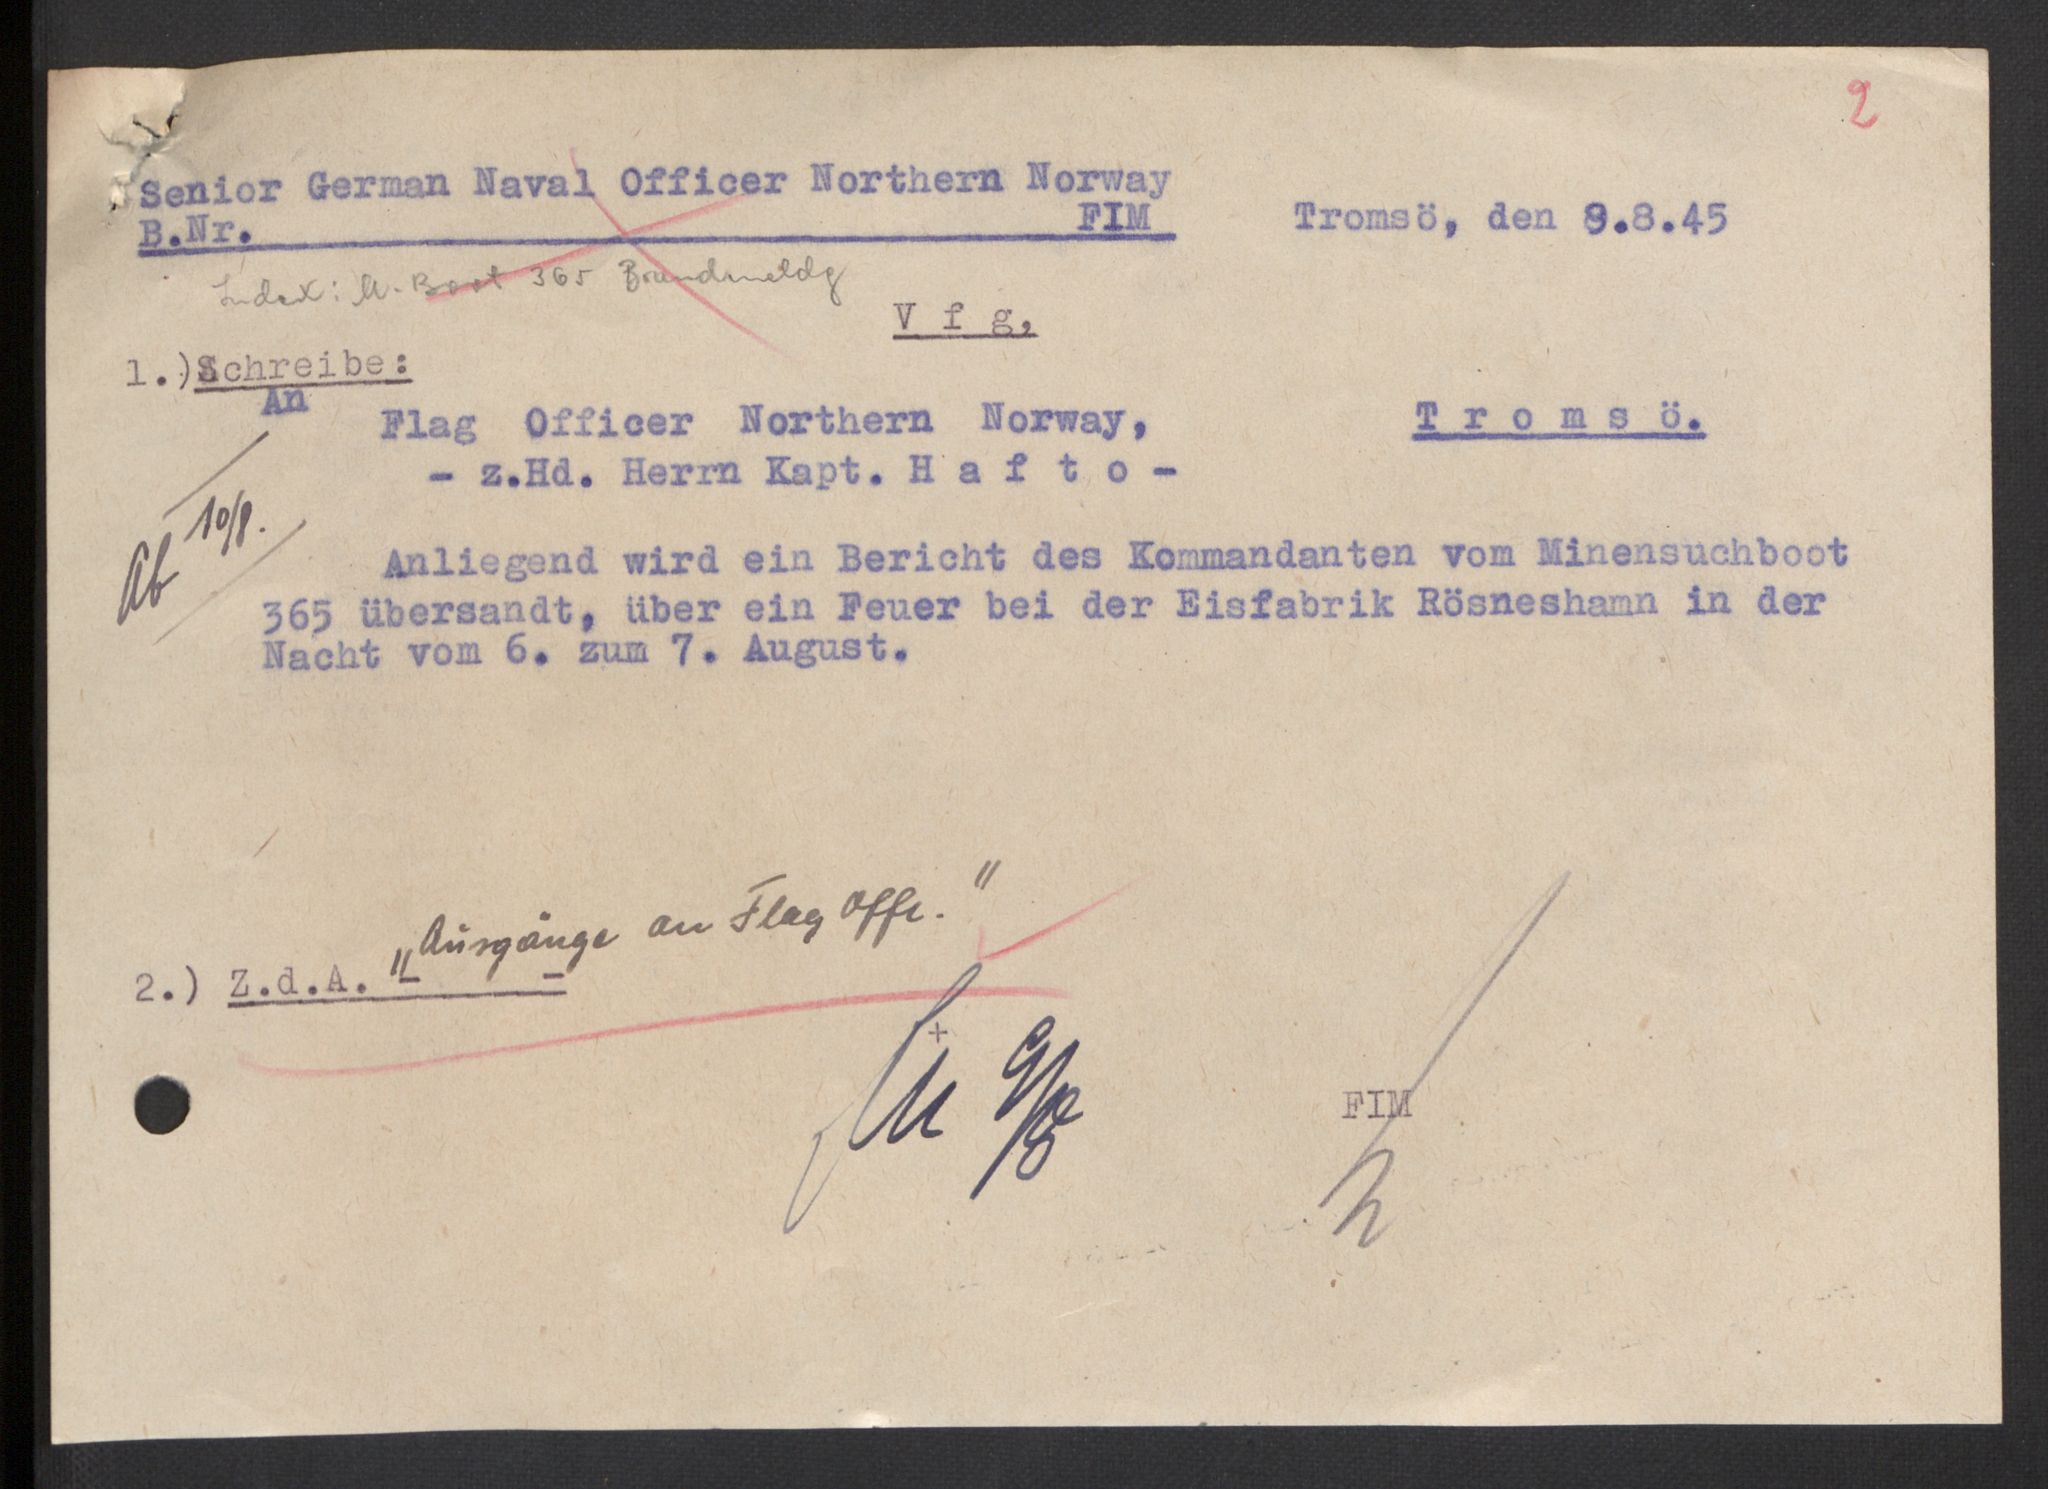 2
Senior German Naval Officer Northern Norway
B.Nr. FIM
Tromsö, den 9.8.45
Index: M-Boot 365 Brandmeldg
V f g,
1.) Schreibe:
An
Flag Officer Northern Norway,
T r o m s ö.
- z.Hd. Herrn Kapt. H a f t o -
Ab 10/8.
Anliegend wird ein Bericht des Kommandanten vom Minensuchboot
365 übersandt, über ein Feuer bei der Eisfabrik Rösneshamn in der
Nacht vom 6. zum 7. August.
2.) Z.d.A. „Ausgänge an Flag Offr."
9/8
FIM